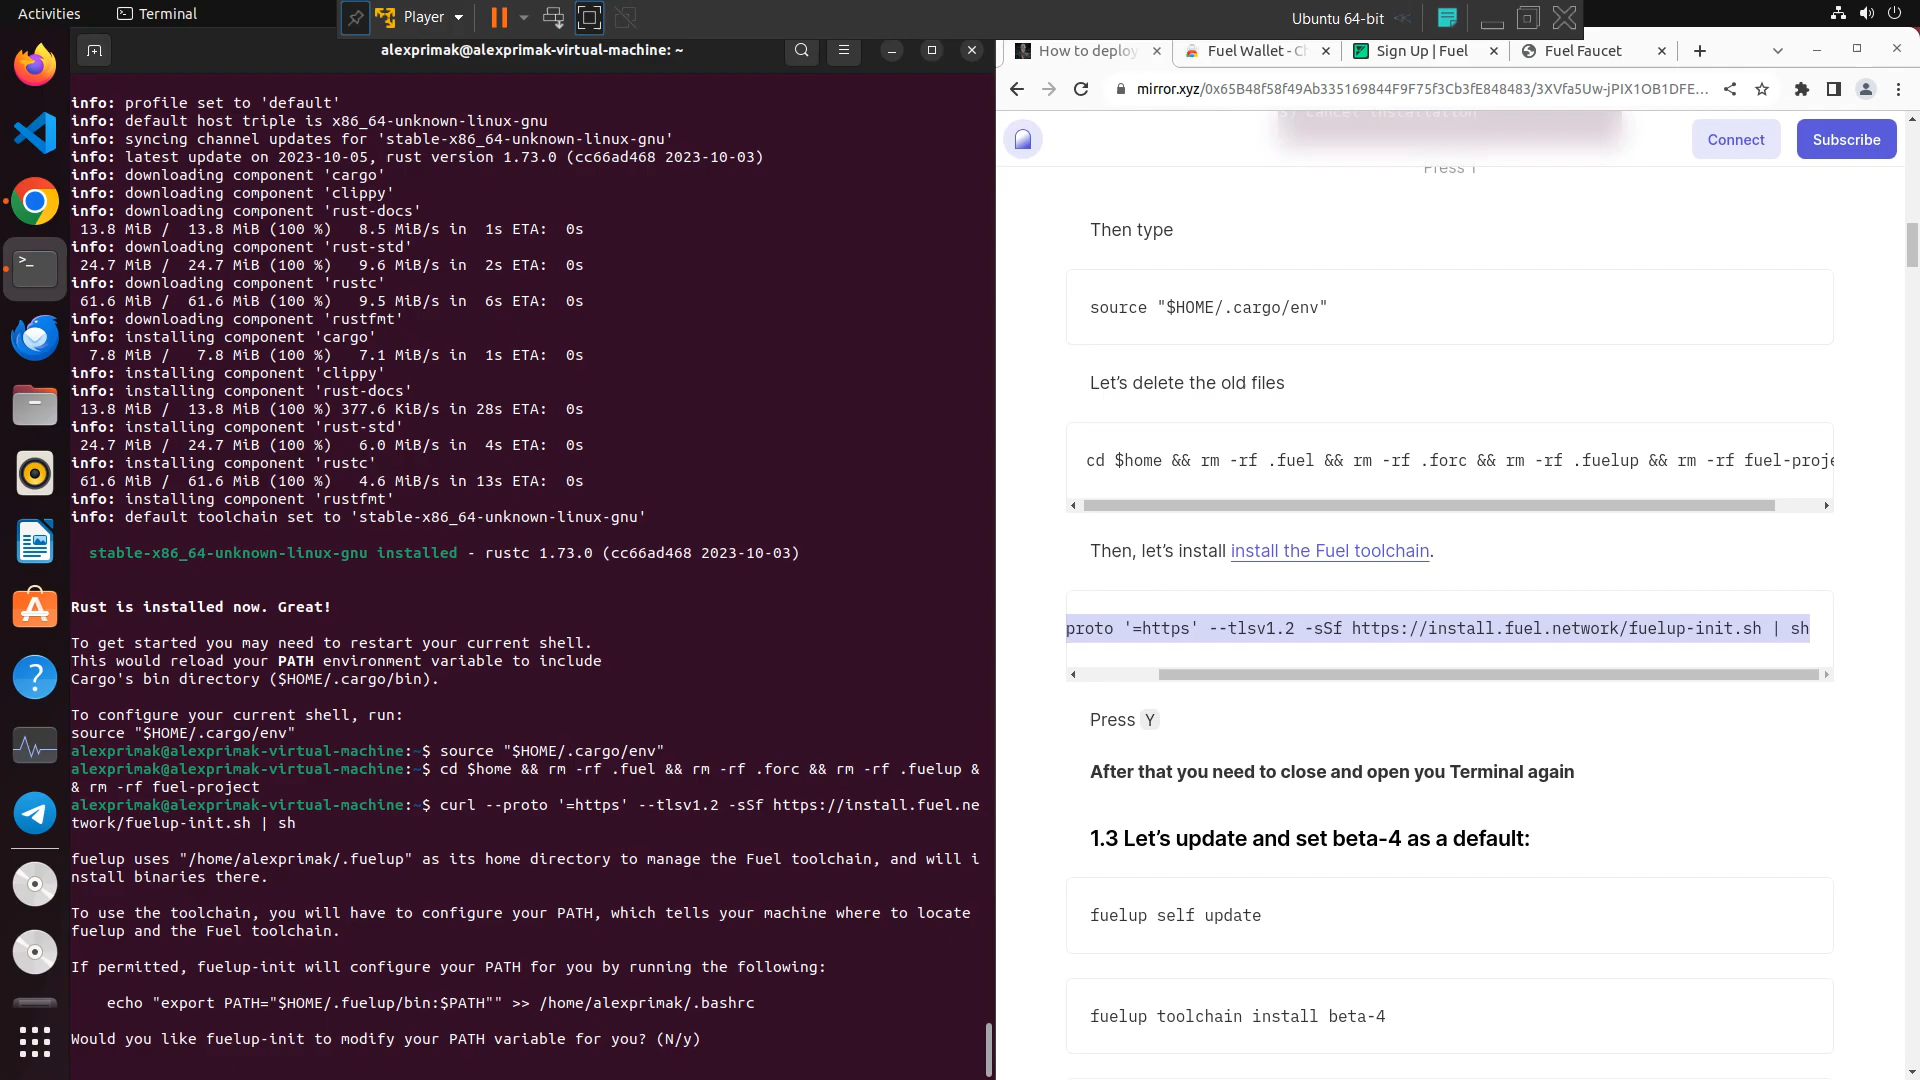 Activities
Terminal
Player
Ubuntu 64-bit
alexprimak@alexprimak-virtual-machine: ~
info: profile set to 'default'
info: default host triple is x86_64-unknown-linux-gnu
info: syncing channel updates for 'stable-x86_64-unknown-linux-gnu'
info: latest update on 2023-10-05, rust version 1.73.0 (cc66ad468 2023-10-03)
info: downloading component 'cargo'
info: downloading component 'clippy'
info: downloading component 'rust-docs'
13.8 MiB / 13.8 MiB (100 %) 8.5 MiB/s in 1s ETA: 0s
info: downloading component 'rust-std'
24.7 MiB / 24.7 MiB (100 %) 9.6 MiB/s in 2s ETA: 0s
info: downloading component 'rustc'
61.6 MiB / 61.6 MiB (100 %) 9.5 MiB/s in 6s ETA: 0s
info: downloading component 'rustfmt'
info: installing component 'cargo'
7.8 MiB / 7.8 MiB (100 %) 7.1 MiB/s in 1s ETA: 0s
info: installing component 'clippy'
info: installing component 'rust-docs'
13.8 MiB / 13.8 MiB (100 %) 377.6 KiB/s in 28s ETA: 0s
info: installing component 'rust-std'
24.7 MiB / 24.7 MiB (100 %) 6.0 MiB/s in 4s ETA: 0s
info: installing component 'rustc'
61.6 MiB / 61.6 MiB (100 %) 4.6 MiB/s in 13s ETA: 0s
info: installing component 'rustfmt'
info: default toolchain set to 'stable-x86_64-unknown-linux-gnu'
stable-x86_64-unknown-linux-gnu installed - rustc 1.73.0 (cc66ad468 2023-10-03)
Rust is installed now. Great!
To get started you may need to restart your current shell.
This would reload your PATH environment variable to include
Cargo's bin directory ($HOME/.cargo/bin).
To configure your current shell, run:
source "$HOME/.cargo/env"
alexprimak@alexprimak-virtual-machine:~$ source "$HOME/.cargo/env"
alexprimak@alexprimak-virtual-machine:~$ cd $home && rm -rf .fuel && rm -rf .forc && rm -rf .fuelup &
& rm -rf fuel-project
alexprimak@alexprimak-virtual-machine:~$ curl --proto '=https' --tlsv1.2 -sSf https://install.fuel.ne
twork/fuelup-init.sh | sh
fuelup uses "/home/alexprimak/.fuelup" as its home directory to manage the Fuel toolchain, and will i
nstall binaries there.
To use the toolchain, you will have to configure your PATH, which tells your machine where to locate
fuelup and the Fuel toolchain.
If permitted, fuelup-init will configure your PATH for you by running the following:
echo "export PATH="$HOME/.fuelup/bin:$PATH"" >> /home/alexprimak/.bashrc
Would you like fuelup-init to modify your PATH variable for you? (N/y)
How to deploy
Fuel Wallet - Ch
Sign Up | Fuel
Fuel Faucet
mirror.xyz/0x65B48f58f49Ab335169844F9F75f3Cb3fE848483/3XVfa5Uw-jPIX1OB1DFE...
3) Cancel installation
Connect
Subscribe
Press 1
Then type
source "$HOME/.cargo/env"
Let's delete the old files
cd $home && rm -rf .fuel && rm -rf .forc && rm -rf .fuelup && rm -rf fuel-proje
Then, let's install install the Fuel toolchain.
proto '=https' --tlsv1.2 -sSf https://install.fuel.network/fuelup-init.sh | sh
Press Y
After that you need to close and open you Terminal again
1.3 Let's update and set beta-4 as a default:
fuelup self update
fuelup toolchain install beta-4